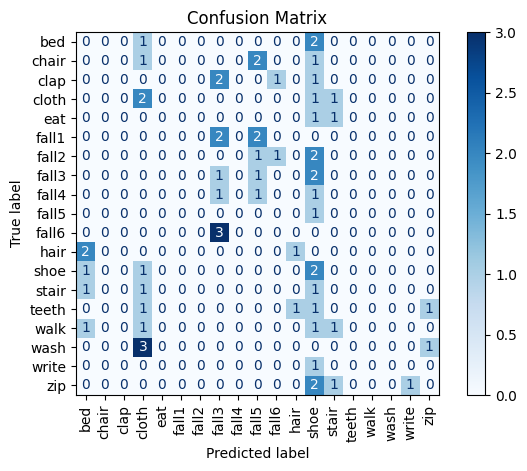 Confusion Matrix
bed 0 0 0 1 0 0 0 0 0 0 0 0 2 0 0 0 0 0 0
chair 0 0 0 1 0 0 0 0 0 2 0 0 1 0 0 0 0 0 0
clap 0 0 0 0 0 0 0 2 0 0 1 0 1 0 0 0 0 0 0
cloth 0 0 0 2 0 0 0 0 0 0 0 0 1 1 0 0 0 0 0
eat 0 0 0 0 0 0 0 0 0 0 0 0 1 1 0 0 0 0 0
fall1 0 0 0 0 0 0 0 2 0 2 0 0 0 0 0 0 0 0 0
fall2 0 0 0 0 0 0 0 0 0 1 1 0 2 0 0 0 0 0 0
fall3 0 0 0 0 0 0 0 1 0 1 0 0 2 0 0 0 0 0 0
fall4 0 0 0 0 0 0 0 1 0 1 0 0 1 0 0 0 0 0 0
fall5 0 0 0 0 0 0 0 0 0 0 0 0 1 0 0 0 0 0 0
fall6 0 0 0 0 0 0 0 3 0 0 0 0 0 0 0 0 0 0 0
hair 2 0 0 0 0 0 0 0 0 0 0 1 0 0 0 0 0 0 0
shoe 1 0 0 1 0 0 0 0 0 0 0 0 2 0 0 0 0 0 0
stair 1 0 0 1 0 0 0 0 0 0 0 0 1 0 0 0 0 0 0
teeth 0 0 0 1 0 0 0 0 0 0 0 1 1 0 0 0 0 0 1
walk 1 0 0 1 0 0 0 0 0 0 0 0 1 1 0 0 0 0 0
wash 0 0 0 3 0 0 0 0 0 0 0 0 0 0 0 0 0 0 1
write 0 0 0 0 0 0 0 0 0 0 0 0 1 0 0 0 0 0 0
zip 0 0 0 0 0 0 0 0 0 0 0 0 2 1 0 0 0 1 0
True label
bed chair clap cloth eat fall1 fall2 fall3 fall4 fall5 fall6 hair shoe stair teeth walk wash write zip
Predicted label
3.0
2.5
2.0
1.5
1.0
0.5
0.0